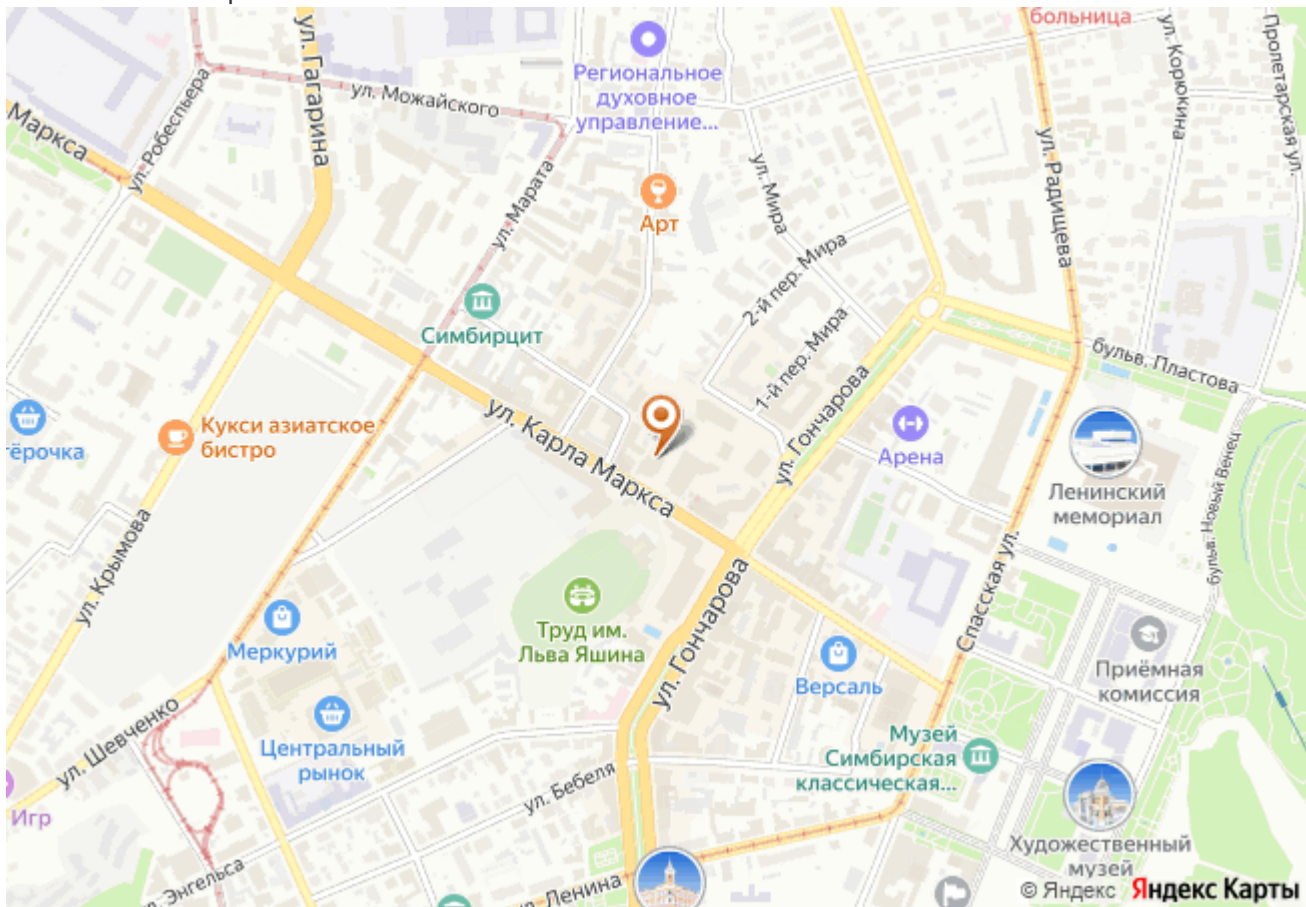 больница
ул. Корюкина
Пролетарская ул.
ул. Гагарина
Региональное
духовное
управление...
ул. Можайского
ул. Робеспьера
Маркса
ул. Марата
ул. Мира
ул. Радищева
Арт
2-й пер. Мира
1-й пер. Мира
Симбирцит
бульв. Пластова
ул. Гончарова
Кукси азиатское
бистро
тёрочка
ул. Карла Маркса
Арена
Ленинский
мемориал
бульв. Новый Венец
ул. Крымова
Спасская ул.
Труд им.
Льва Яшина
ул. Гончарова
Меркурий
Версаль
Приёмная
комиссия
ул. Шевченко
Центральный
рынок
Музей
Симбирская
классическая...
ул. Бебеля
Игр
Энгельса
Художественный
музей
Ленина
© Яндекс Яндекс Карты